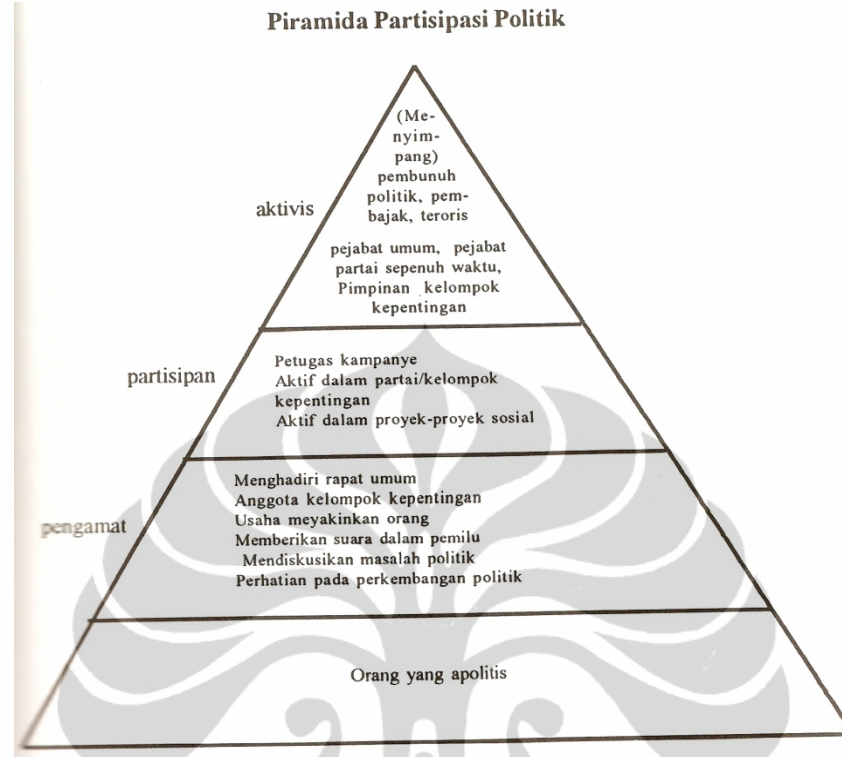 Piramida Partisipasi Politik
(Me-
nyim-
pang)
pembunuh
politik, pem-
bajak, teroris
aktivis
pejabat umum, pejabat
partai sepenuh waktu,
Pimpinan kelompok
kepentingan
partisipan
Petugas kampanye
Aktif dalam partai/kelompok
kepentingan
Aktif dalam proyek-proyek sosial
pengamat
Menghadiri rapat umum
Anggota kelompok kepentingan
Usaha meyakinkan orang
Memberikan suara dalam pemilu
Mendiskusikan masalah politik
Perhatian pada perkembangan politik
Orang yang apolitis